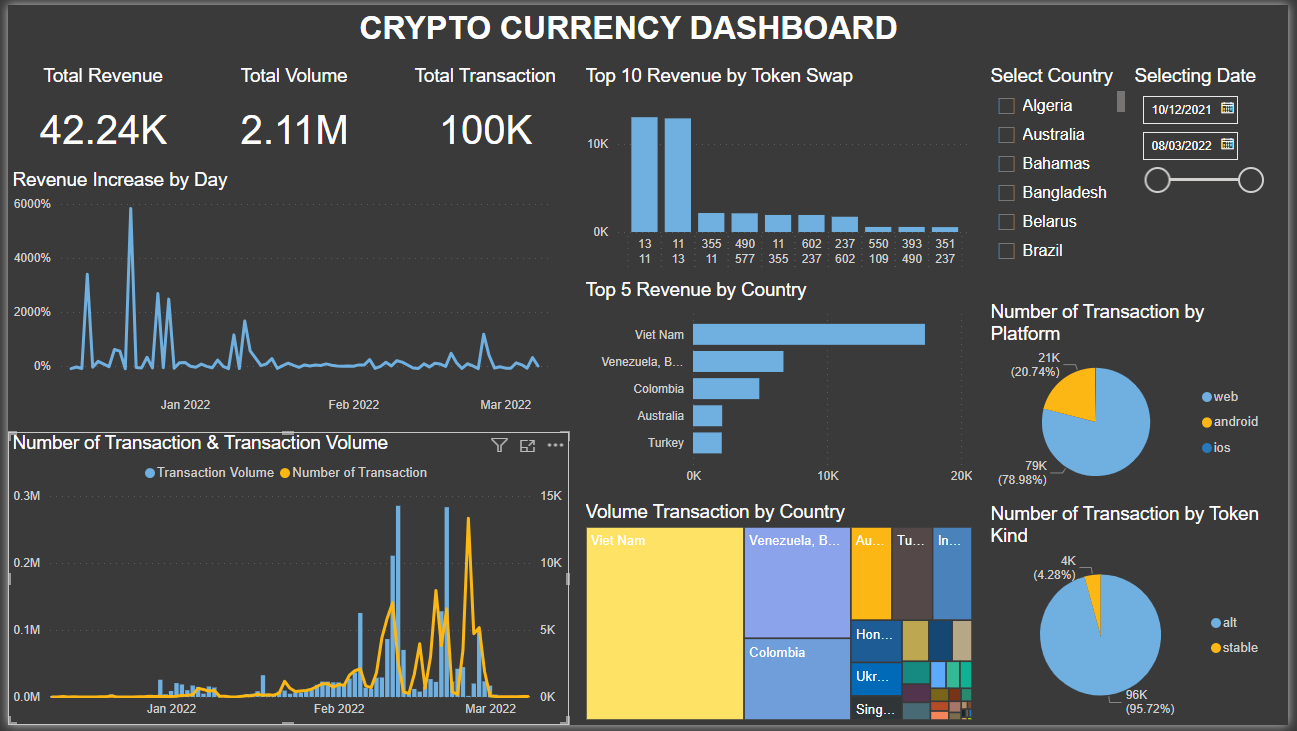 CRYPTO CURRENCY DASHBOARD
Total Revenue
42.24K
Total Volume
2.11M
Total Transaction
100K
Revenue Increase by Day
6000%
4000%
2000%
0%
Jan 2022 Feb 2022 Mar 2022
Number of Transaction & Transaction Volume
Transaction Volume Number of Transaction
0.3M 15K
0.2M 10K
0.1M 5K
0.0M 0K
Jan 2022 Feb 2022 Mar 2022
Top 10 Revenue by Token Swap
10K
0K
13 11 355 490 11 602 237 550 393 351
11 13 11 577 355 237 602 109 490 237
Top 5 Revenue by Country
Viet Nam
Venezuela, B...
Colombia
Australia
Turkey
0K 10K 20K
Volume Transaction by Country
Viet Nam Venezuela, B... Au... Tu... In...
Colombia
Hon...
Ukr...
Sing...
Select Country
Algeria
Australia
Bahamas
Bangladesh
Belarus
Brazil
Selecting Date
10/12/2021
08/03/2022
Number of Transaction by
Platform
21K
(20.74%)
79K
(78.98%)
web
android
ios
Number of Transaction by Token
Kind
4K
(4.28%)
96K
(95.72%)
alt
stable